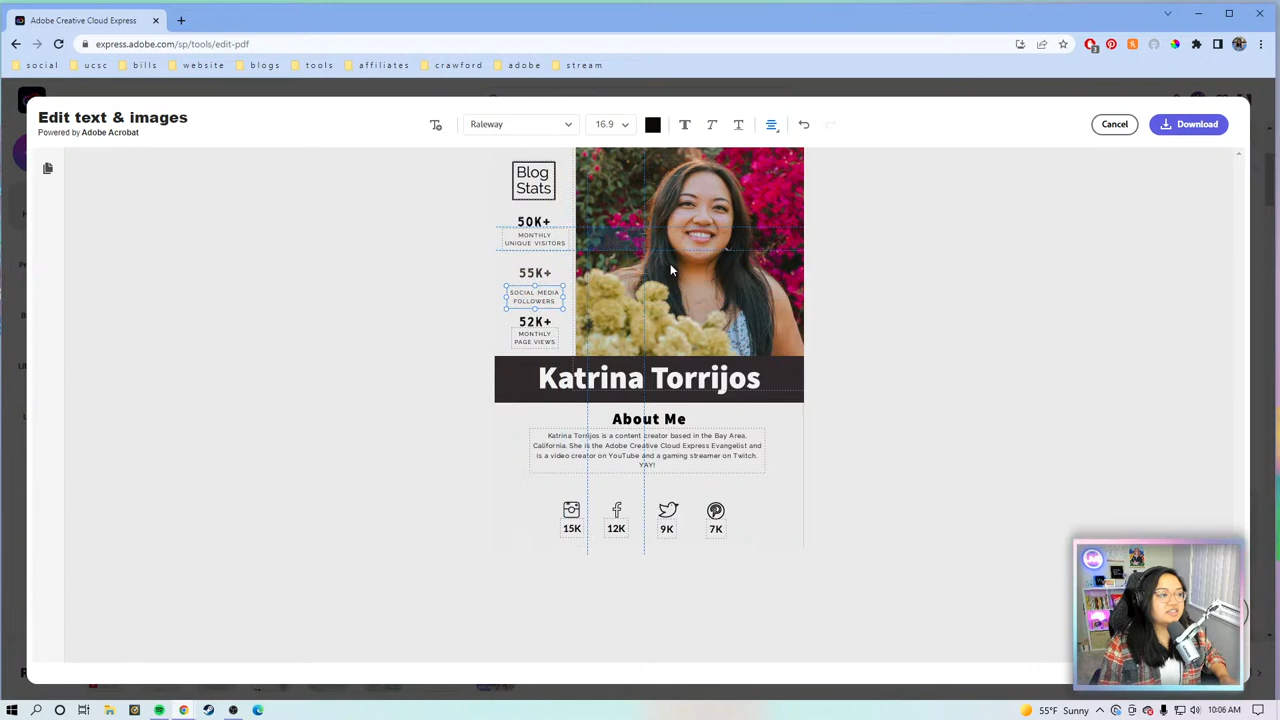 Adobe Creative Cloud Express
express.adobe.com/sp/tools/edit-pdf
social
ucsc
bills
website
blogs
tools
affiliates
crawford
adobe
stream
Edit text & images
Powered by Adobe Acrobat
Raleway
16.9
Cancel
Download
Blog
Stats
50K+
MONTHLY
UNIQUE VISITORS
55K+
SOCIAL MEDIA
FOLLOWERS
52K+
MONTHLY
PAGE VIEWS
Katrina Torrijos
About Me
Katrina Torrijos is a content creator based in the Bay Area,
California. She is the Adobe Creative Cloud Express Evangelist and
is a video creator on YouTube and a gaming streamer on Twitch.
YAY!
15K
12K
9K
7K
55°F Sunny
10:06 AM